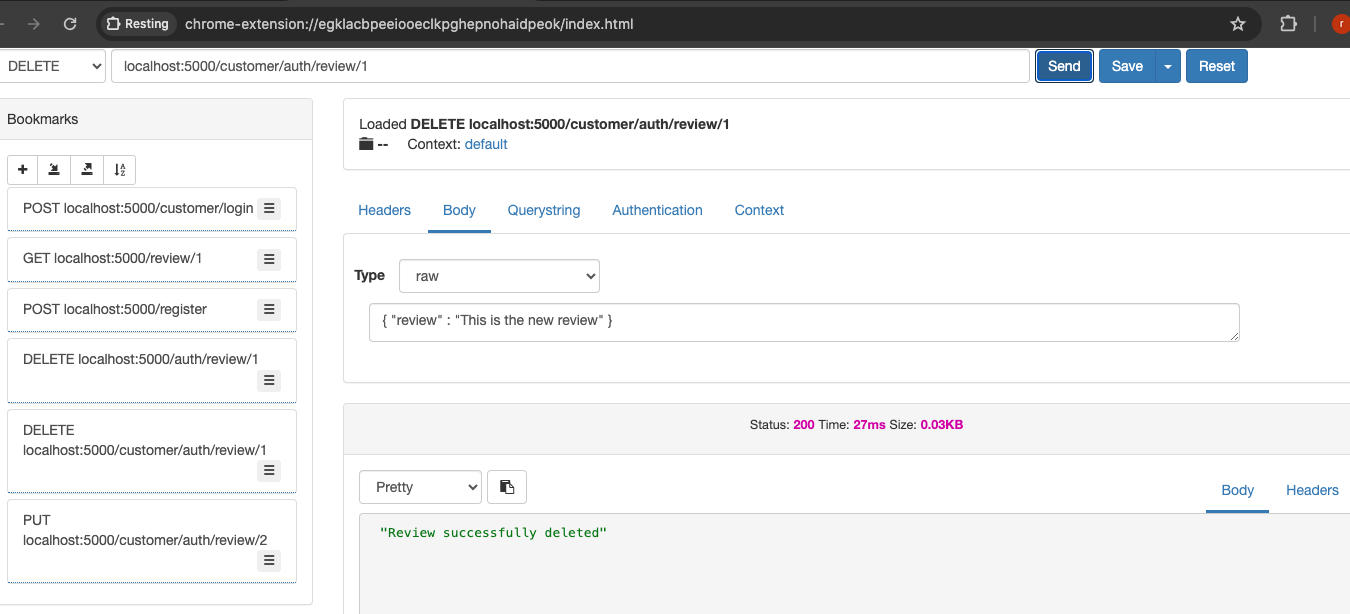 Resting
chrome-extension://egklacbpeeiooeclkpghepnohaidpeok/index.html
r
DELETE
localhost:5000/customer/auth/review/1
Send
Save
Reset
Bookmarks
POST localhost:5000/customer/login
GET localhost:5000/review/1
POST localhost:5000/register
DELETE localhost:5000/auth/review/1
DELETE
localhost:5000/customer/auth/review/1
PUT
localhost:5000/customer/auth/review/2
Loaded DELETE localhost:5000/customer/auth/review/1
-- Context: default
Headers Body Querystring Authentication Context
Type raw
{ "review" : "This is the new review" }
Status: 200 Time: 27ms Size: 0.03KB
Pretty
Body Headers
"Review successfully deleted"